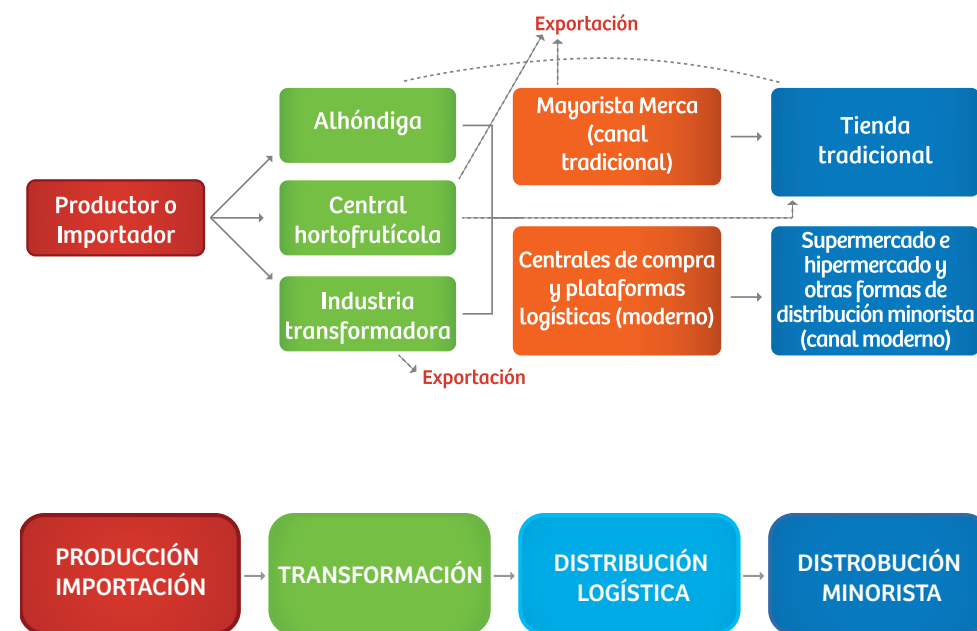 Exportación
Alhóndiga
Mayorista Merca
(canal
tradicional)
Tienda
tradicional
Productor o
Importador
Central
hortofrutícola
Centrales de compra
y plataformas
logísticas (moderno)
Supermercado e
hipermercado y
otras formas de
distribución minorista
(canal moderno)
Industria
transformadora
Exportación
PRODUCCIÓN
IMPORTACIÓN
TRANSFORMACIÓN
DISTRIBUCIÓN
LOGÍSTICA
DISTROBUCIÓN
MINORISTA